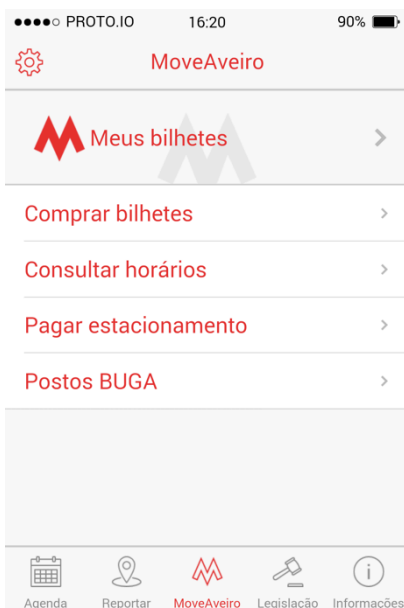 PROTO.IO 16:20 90%
MoveAveiro
Meus bilhetes
Comprar bilhetes
Consultar horários
Pagar estacionamento
Postos BUGA
Agenda Reportar MoveAveiro Legislação Informações